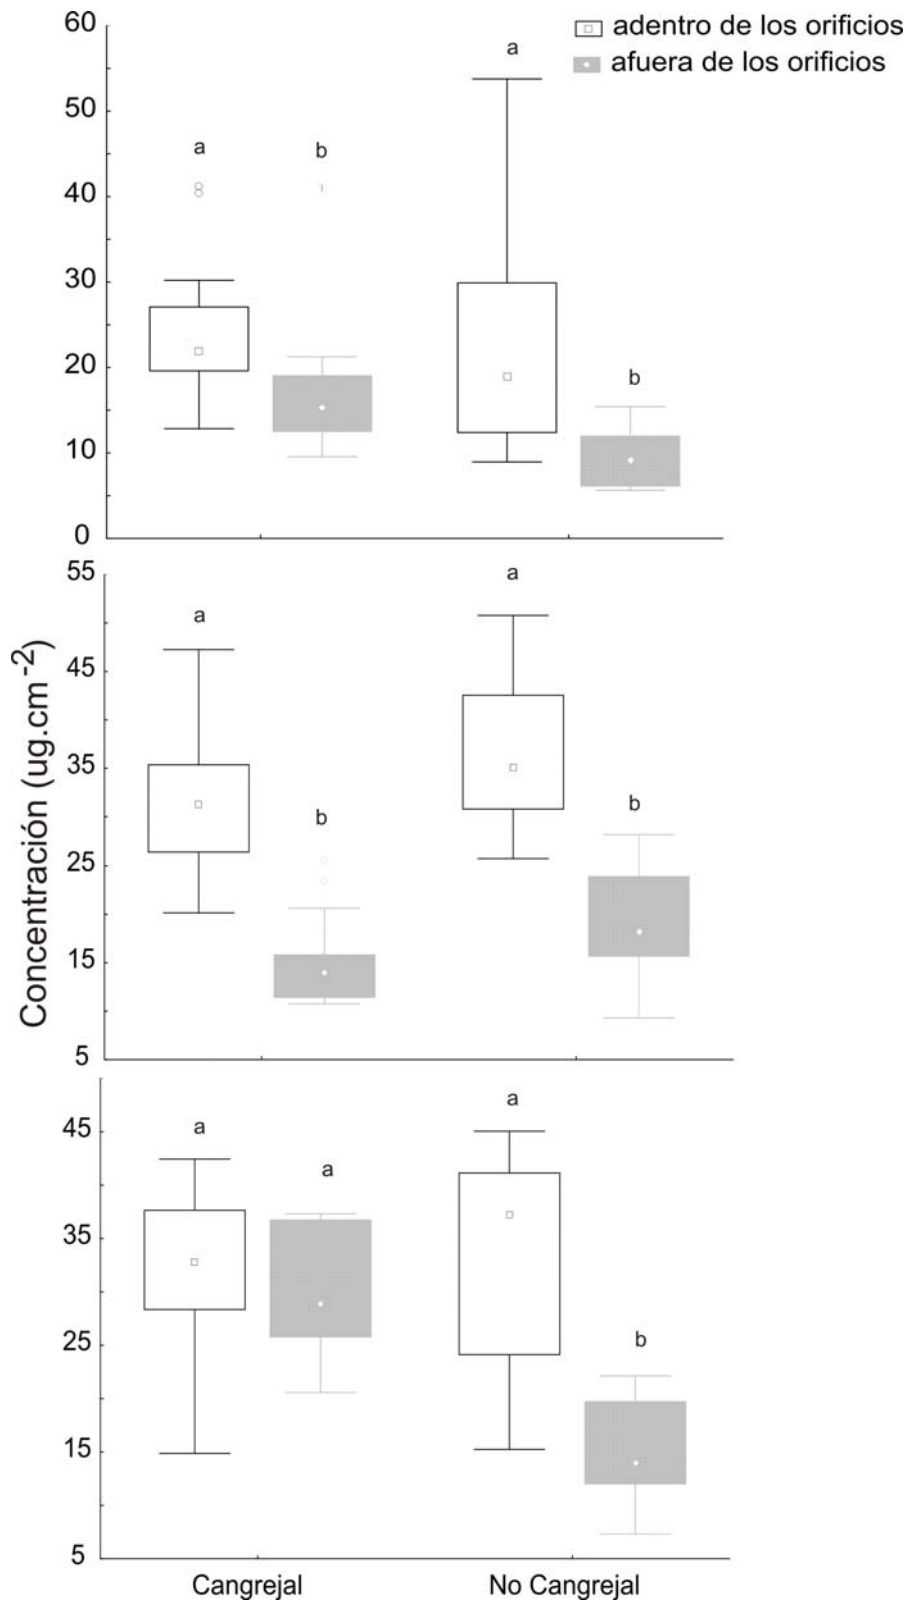 adentro de los orificios
afuera de los orificios
60
50
40
30
20
10
0
a
b
a
b
Concentración (ug.cm-2)
55
45
35
25
15
5
a
b
a
b
45
35
25
15
5
a
a
a
b
Cangrejal
No Cangrejal